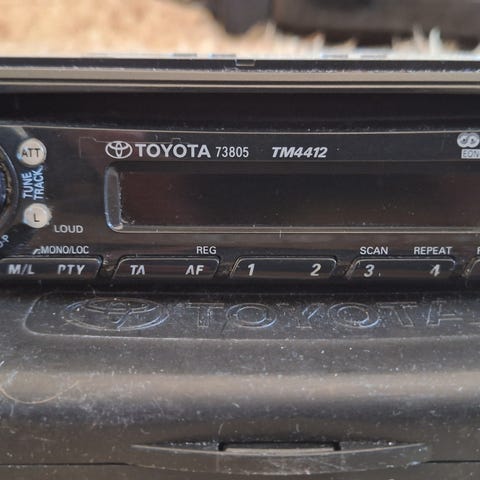 ATT
TOYOTA 73805 TM4412
EON
TUNE
TRACK
L
LOUD
MONO/LOC REG SCAN REPEAT
M/L PTY TA AF 1 2 3 4
TOYOTA